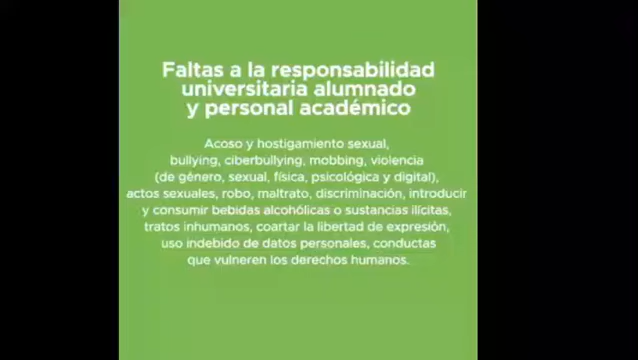 Faltas a la responsabilidad
universitaria alumnado
y personal académico
Acoso y hostigamiento sexual,
bullying, ciberbullying, mobbing, violencia
(de género, sexual, física, psicológica y digital),
actos sexuales, robo, maltrato, discriminación, introducir
y consumir bebidas alcohólicas o sustancias ilícitas,
tratos inhumanos, coartar la libertad de expresión,
uso indebido de datos personales, conductas
que vulneren los derechos humanos.